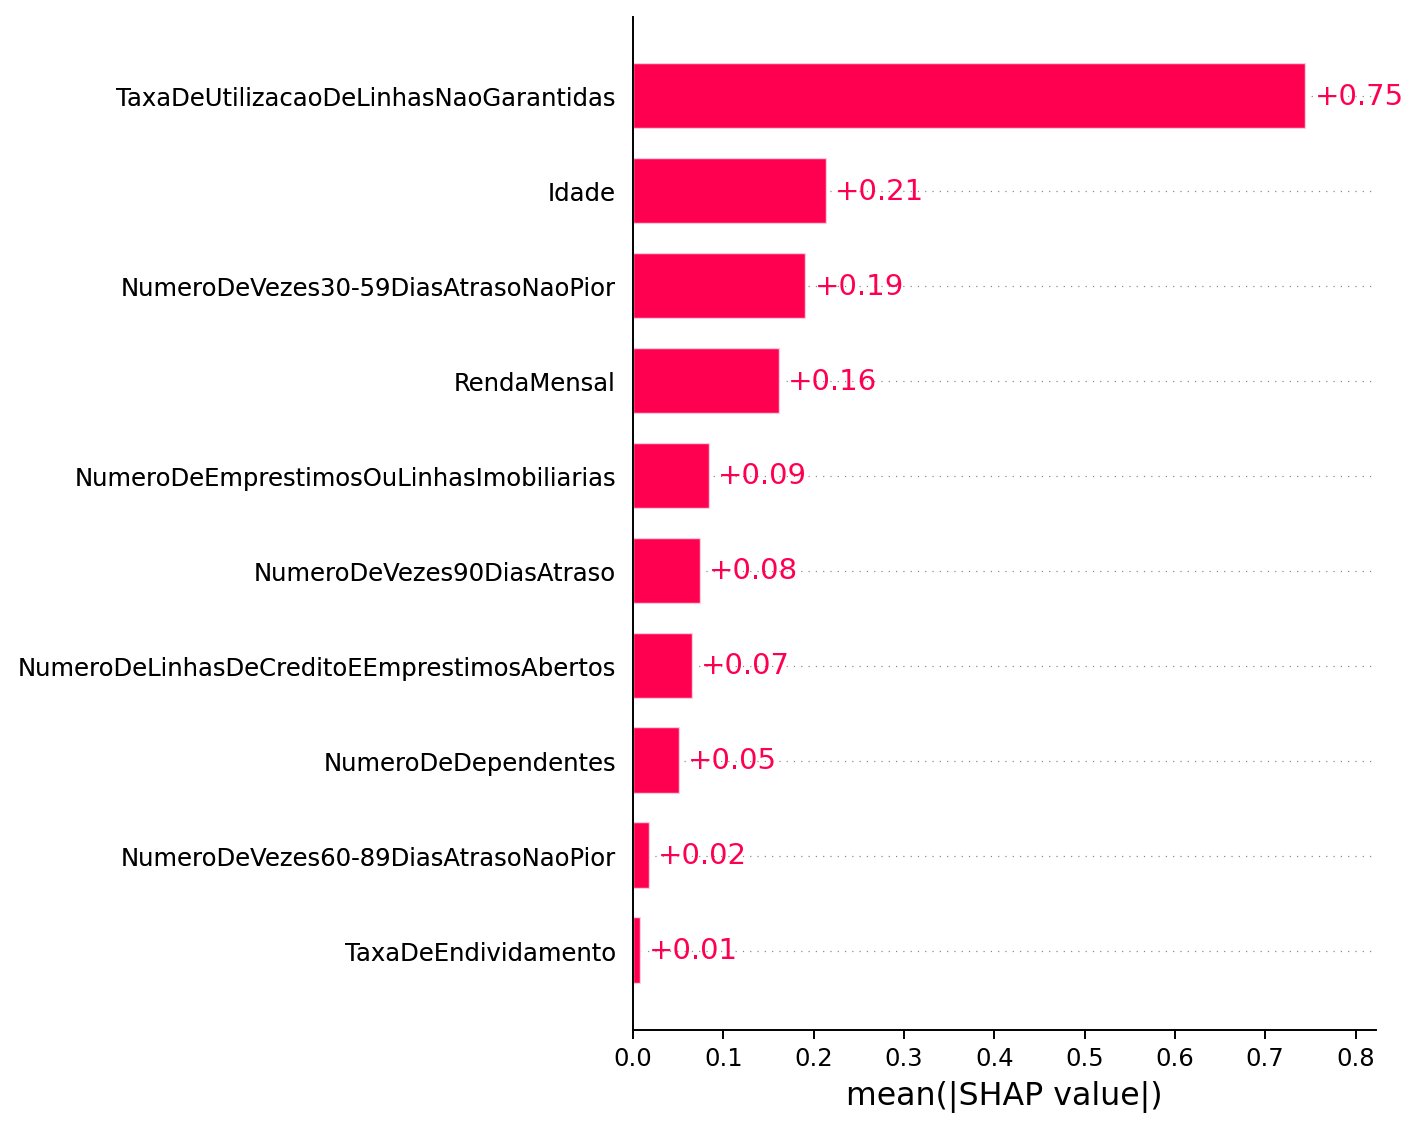 TaxaDeUtilizacaoDeLinhasNaoGarantidas +0.75
Idade +0.21
NumeroDeVezes30-59DiasAtrasoNaoPior +0.19
RendaMensal +0.16
NumeroDeEmprestimosOuLinhasImobiliarias +0.09
NumeroDeVezes90DiasAtraso +0.08
NumeroDeLinhasDeCreditoEEmprestimosAbertos +0.07
NumeroDeDependentes +0.05
NumeroDeVezes60-89DiasAtrasoNaoPior +0.02
TaxaDeEndividamento +0.01
0.0 0.1 0.2 0.3 0.4 0.5 0.6 0.7 0.8
mean(|SHAP value|)